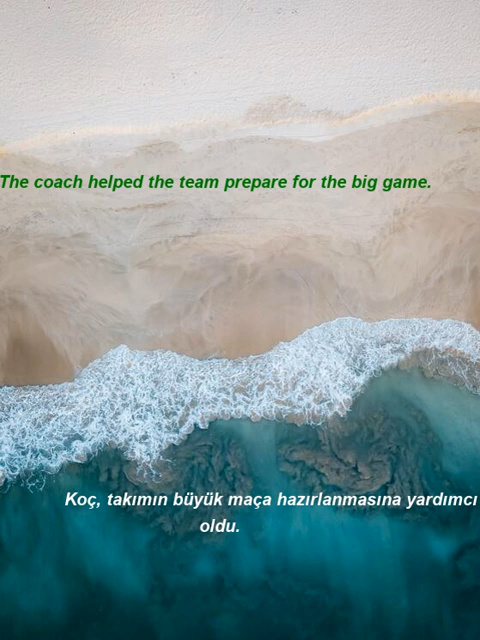 The coach helped the team prepare for the big game.
Koç, takımın büyük maça hazırlanmasına yardımcı
oldu.